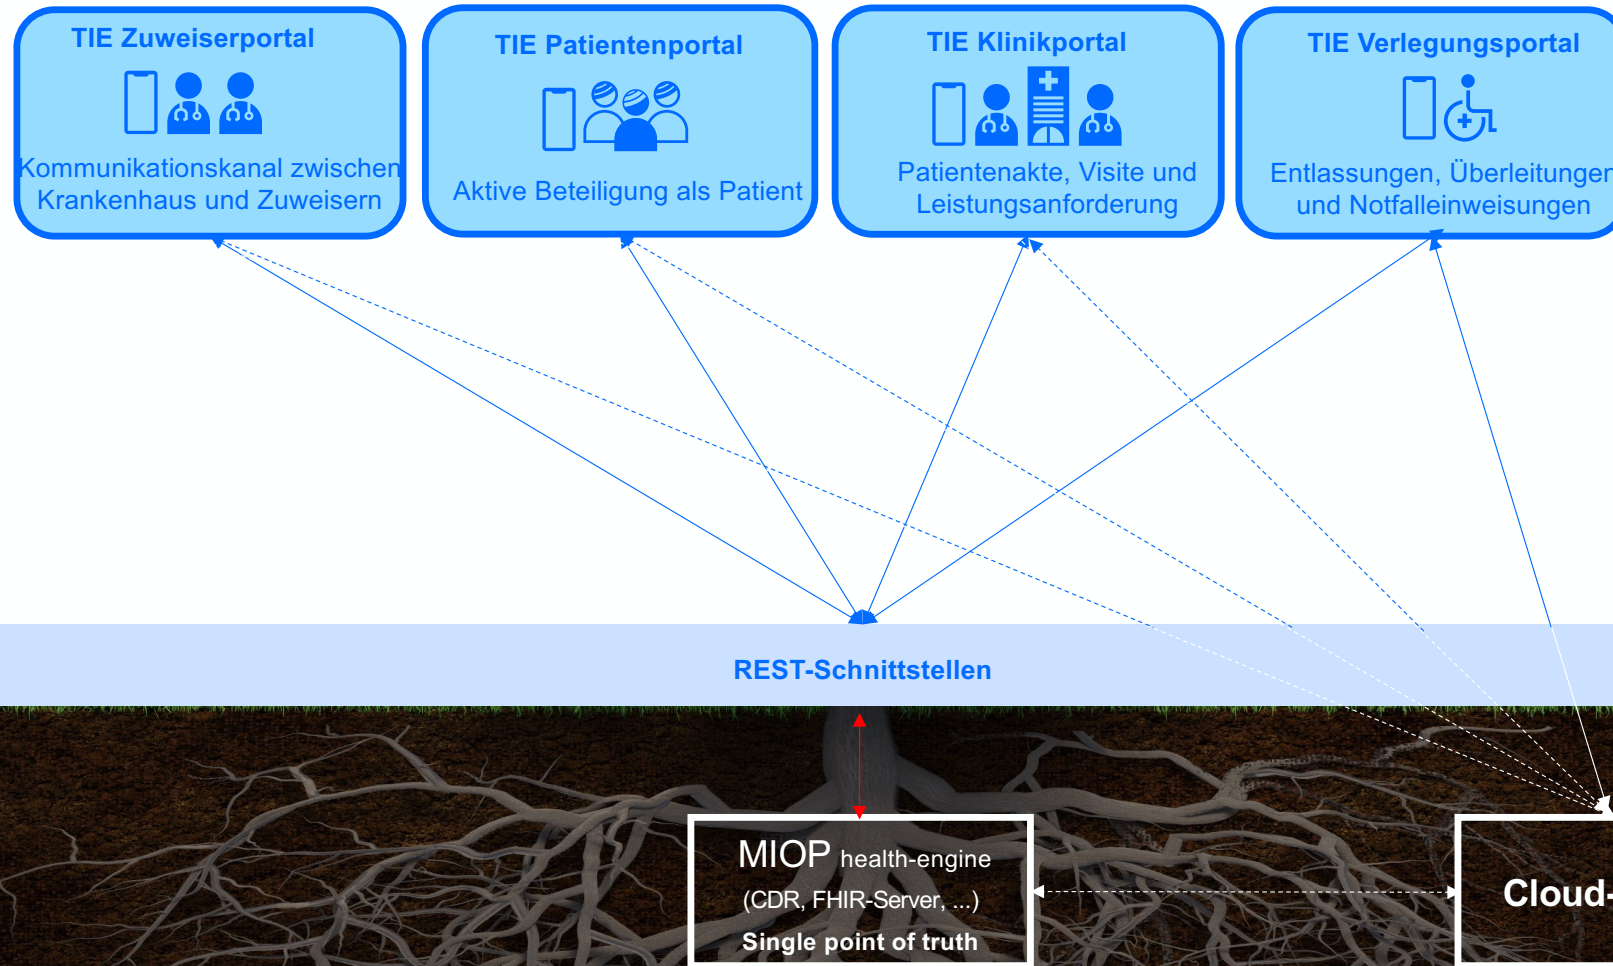 TIE Zuweiserportal
Kommunikationskanal zwischen
Krankenhaus und Zuweisern
TIE Patientenportal
Aktive Beteiligung als Patient
TIE Klinikportal
Patientenakte, Visite und
Leistungsanforderung
TIE Verlegungsportal
Entlassungen, Überleitungen
und Notfalleinweisungen
REST-Schnittstellen
MIOP health-engine
(CDR, FHIR-Server, ...)
Single point of truth
Cloud-